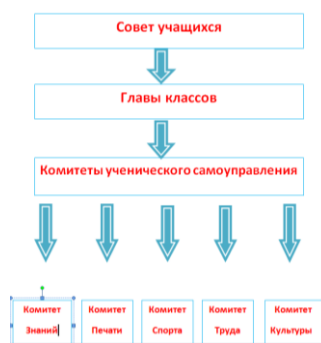 Совет учащихся
Главы классов
Комитеты ученического самоуправления
Комитет
Знаний
Комитет
Печати
Комитет
Спорта
Комитет
Труда
Комитет
Культуры